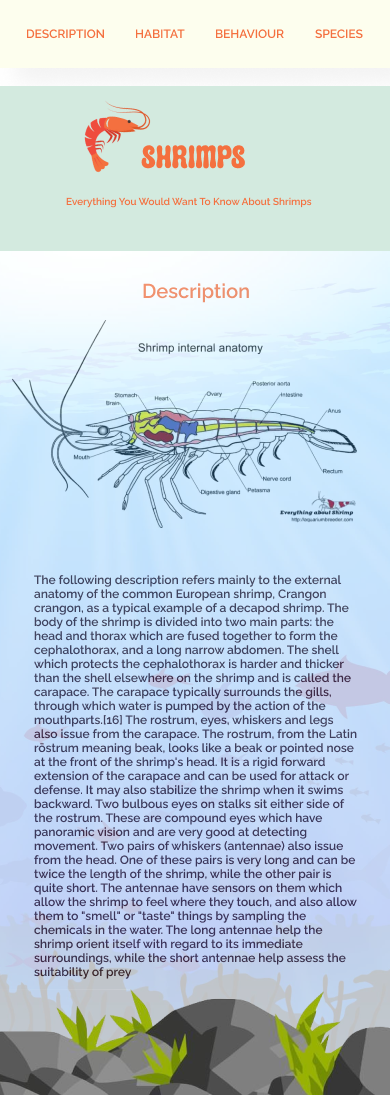 DESCRIPTION HABITAT BEHAVIOUR SPECIES
SHRIMPS
Everything You Would Want To Know About Shrimps
Description
Shrimp internal anatomy
Posterior aorta
Stomach Heart Ovary Intestine
Brain
Anus
Mouth
Rectum
Nerve cord
Digestive gland Petasma
Everything about Shrimp
http://aquariumbreeder.com
The following description refers mainly to the external
anatomy of the common European shrimp, Crangon
crangon, as a typical example of a decapod shrimp. The
body of the shrimp is divided into two main parts: the
head and thorax which are fused together to form the
cephalothorax, and a long narrow abdomen. The shell
which protects the cephalothorax is harder and thicker
than the shell elsewhere on the shrimp and is called the
carapace. The carapace typically surrounds the gills,
through which water is pumped by the action of the
mouthparts.[16] The rostrum, eyes, whiskers and legs
also issue from the carapace. The rostrum, from the Latin
rōstrum meaning beak, looks like a beak or pointed nose
at the front of the shrimp's head. It is a rigid forward
extension of the carapace and can be used for attack or
defense. It may also stabilize the shrimp when it swims
backward. Two bulbous eyes on stalks sit either side of
the rostrum. These are compound eyes which have
panoramic vision and are very good at detecting
movement. Two pairs of whiskers (antennae) also issue
from the head. One of these pairs is very long and can be
twice the length of the shrimp, while the other pair is
quite short. The antennae have sensors on them which
allow the shrimp to feel where they touch, and also allow
them to "smell" or "taste" things by sampling the
chemicals in the water. The long antennae help the
shrimp orient itself with regard to its immediate
surroundings, while the short antennae help assess the
suitability of prey